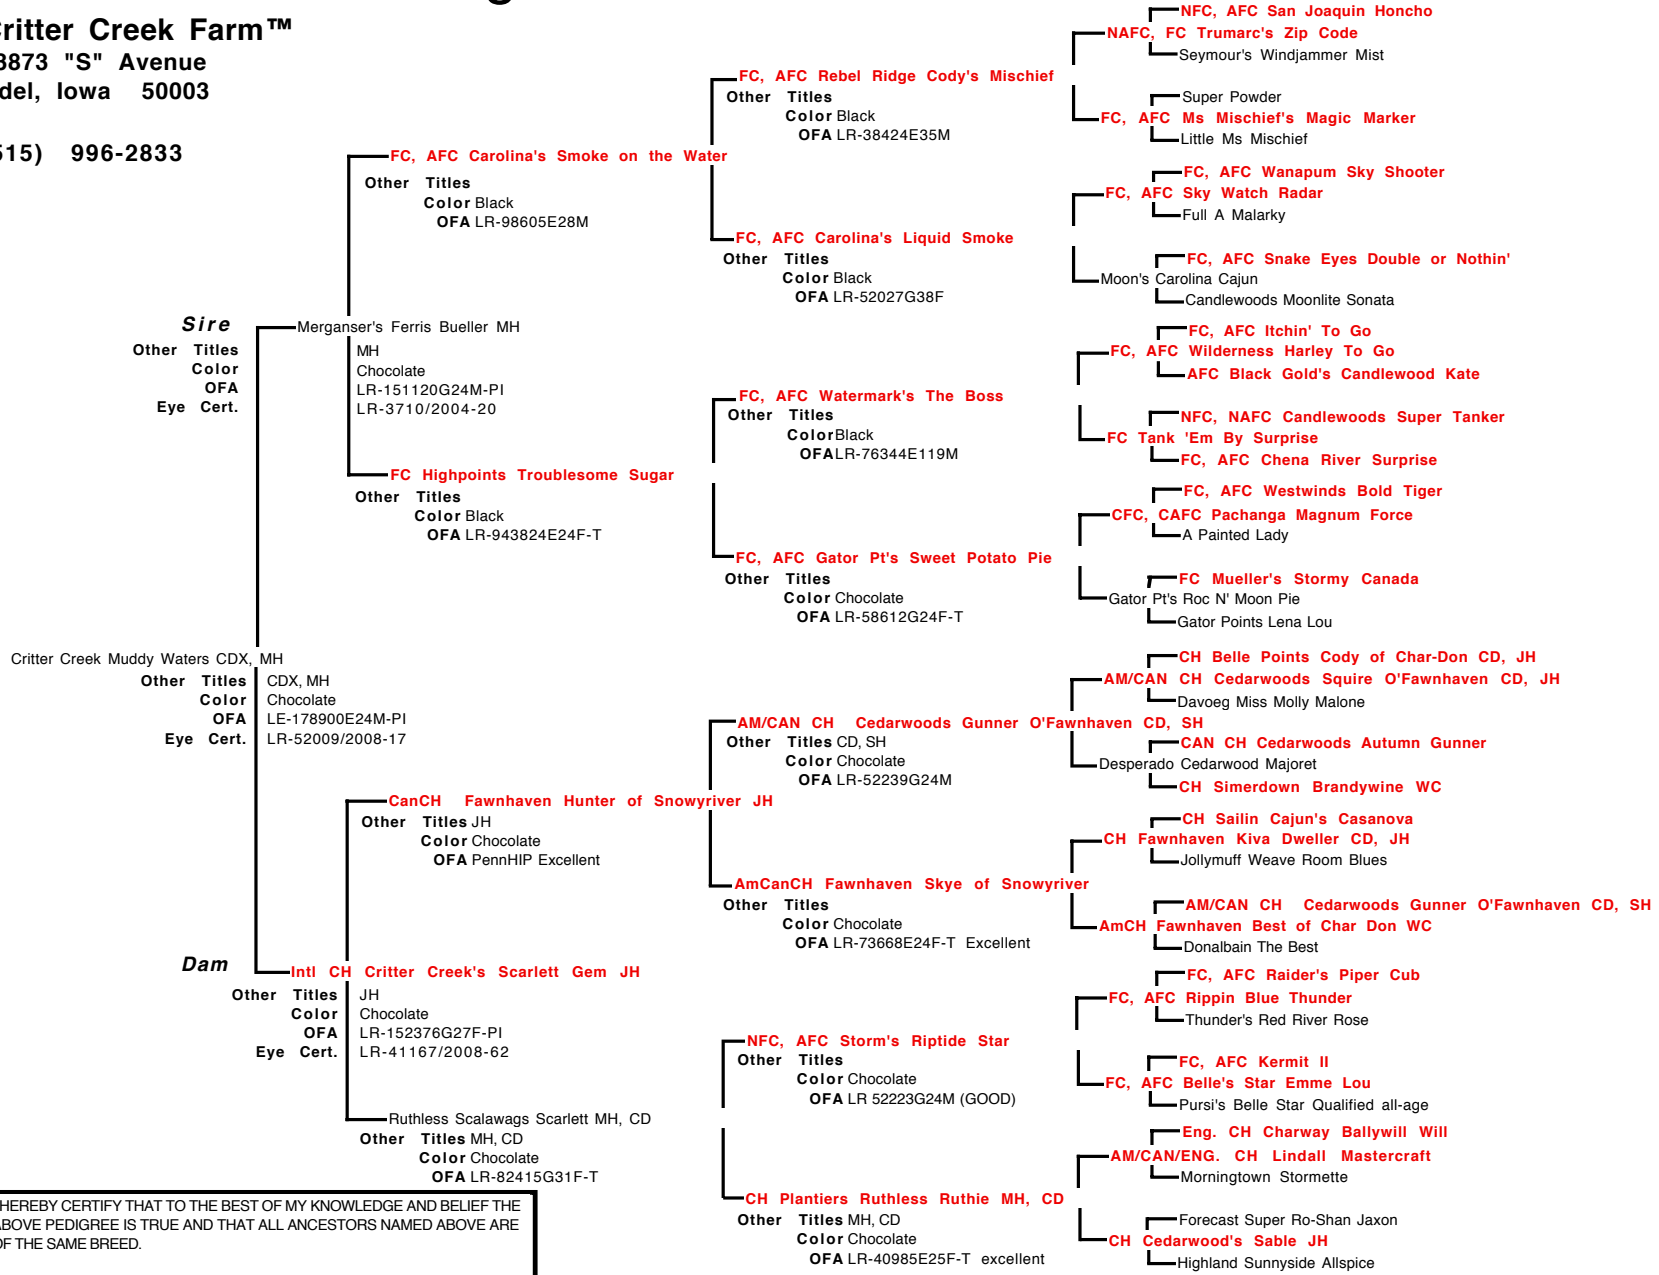 Critter Creek Farm™
"S" Avenue
Iowa 50003
996-2833
Sire
Other Titles
Color
OFA
Eye Cert.
Merganser's Ferris Bueller MH
MH
Chocolate
LR-151120G24M-PI
LR-3710/2004-20
Critter Creek Muddy Waters CDX, MH
Other Titles CDX, MH
Color Chocolate
OFA LE-178900E24M-PI
Eye Cert. LR-52009/2008-17
Dam
Intl CH Critter Creek's Scarlett Gem JH
Other Titles JH
Color Chocolate
OFA LR-152376G27F-PI
Eye Cert. LR-41167/2008-62
FC, AFC Carolina's Smoke on the Water
Other Titles
Color Black
OFA LR-98605E28M
FC Highpoints Troublesome Sugar
Other Titles
Color Black
OFA LR-943824E24F-T
CanCH Fawnhaven Hunter of Snowyriver JH
Other Titles JH
Color Chocolate
OFA PennHIP Excellent
Ruthless Scalawags Scarlett MH, CD
Other Titles MH, CD
Color Chocolate
OFA LR-82415G31F-T
FC, AFC Rebel Ridge Cody's Mischief
Other Titles
Color Black
OFA LR-38424E35M
FC, AFC Carolina's Liquid Smoke
Other Titles
Color Black
OFA LR-52027G38F
FC, AFC Watermark's The Boss
Other Titles
Color Black
OFA LR-76344E119M
FC, AFC Gator Pt's Sweet Potato Pie
Other Titles
Color Chocolate
OFA LR-58612G24F-T
AM/CAN CH Cedarwoods Gunner O'Fawnhaven CD, SH
Other Titles CD, SH
Color Chocolate
OFA LR-52239G24M
AmCanCH Fawnhaven Skye of Snowyriver
Other Titles
Color Chocolate
OFA LR-73668E24F-T Excellent
NFC, AFC Storm's Riptide Star
Other Titles
Color Chocolate
OFA LR 52223G24M (GOOD)
CH Plantiers Ruthless Ruthie MH, CD
Other Titles MH, CD
Color Chocolate
OFA LR-40985E25F-T excellent
NFC, AFC San Joaquin Honcho
NAFC, FC Trumarc's Zip Code
Seymour's Windjammer Mist
Super Powder
FC, AFC Ms Mischief's Magic Marker
Little Ms Mischief
FC, AFC Wanapum Sky Shooter
FC, AFC Sky Watch Radar
Full A Malarky
FC, AFC Snake Eyes Double or Nothin'
Moon's Carolina Cajun
Candlewoods Moonlite Sonata
FC, AFC Itchin' To Go
FC, AFC Wilderness Harley To Go
AFC Black Gold's Candlewood Kate
NFC, NAFC Candlewoods Super Tanker
FC Tank 'Em By Surprise
FC, AFC Chena River Surprise
FC, AFC Westwinds Bold Tiger
CFC, CAFC Pachanga Magnum Force
A Painted Lady
FC Mueller's Stormy Canada
Gator Pt's Roc N' Moon Pie
Gator Points Lena Lou
CH Belle Points Cody of Char-Don CD, JH
AM/CAN CH Cedarwoods Squire O'Fawnhaven CD, JH
Davoeg Miss Molly Malone
CAN CH Cedarwoods Autumn Gunner
Desperado Cedarwood Majoret
CH Simerdown Brandywine WC
CH Sailin Cajun's Casanova
CH Fawnhaven Kiva Dweller CD, JH
Jollymuff Weave Room Blues
AM/CAN CH Cedarwoods Gunner O'Fawnhaven CD, SH
AmCH Fawnhaven Best of Char Don WC
Donalbain The Best
FC, AFC Raider's Piper Cub
FC, AFC Rippin Blue Thunder
Thunder's Red River Rose
FC, AFC Kermit II
FC, AFC Belle's Star Emme Lou
Pursi's Belle Star Qualified all-age
Eng. CH Charway Ballywill Will
AM/CAN/ENG. CH Lindall Mastercraft
Morningtown Stormette
Forecast Super Ro-Shan Jaxon
CH Cedarwood's Sable JH
Highland Sunnyside Allspice
HEREBY CERTIFY THAT TO THE BEST OF MY KNOWLEDGE AND BELIEF THE
ABOVE PEDIGREE IS TRUE AND THAT ALL ANCESTORS NAMED ABOVE ARE
OF THE SAME BREED.